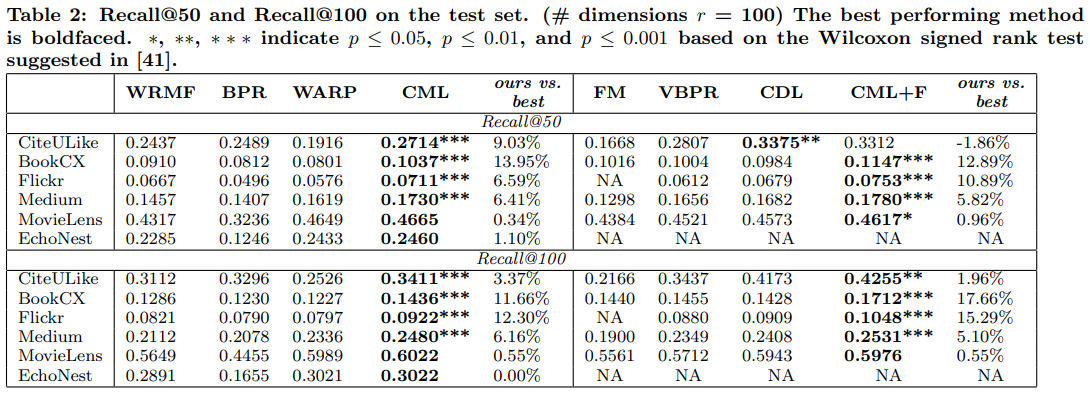 Table 2: Recall@50 and Recall@100 on the test set. (# dimensions r = 100) The best performing method
is boldfaced. *, **, * * * indicate p ≤ 0.05, p ≤ 0.01, and p ≤ 0.001 based on the Wilcoxon signed rank test
suggested in [41].
WRMF BPR WARP CML ours vs. best FM VBPR CDL CML+F ours vs. best
Recall@50
CiteULike 0.2437 0.2489 0.1916 0.2714*** 9.03% 0.1668 0.2807 0.3375** 0.3312 -1.86%
BookCX 0.0910 0.0812 0.0801 0.1037*** 13.95% 0.1016 0.1004 0.0984 0.1147*** 12.89%
Flickr 0.0667 0.0496 0.0576 0.0711*** 6.59% NA 0.0612 0.0679 0.0753*** 10.89%
Medium 0.1457 0.1407 0.1619 0.1730*** 6.41% 0.1298 0.1656 0.1682 0.1780*** 5.82%
MovieLens 0.4317 0.3236 0.4649 0.4665 0.34% 0.4384 0.4521 0.4573 0.4617* 0.96%
EchoNest 0.2285 0.1246 0.2433 0.2460 1.10% NA NA NA NA NA
Recall@100
CiteULike 0.3112 0.3296 0.2526 0.3411*** 3.37% 0.2166 0.3437 0.4173 0.4255** 1.96%
BookCX 0.1286 0.1230 0.1227 0.1436*** 11.66% 0.1440 0.1455 0.1428 0.1712*** 17.66%
Flickr 0.0821 0.0790 0.0797 0.0922*** 12.30% NA 0.0880 0.0909 0.1048*** 15.29%
Medium 0.2112 0.2078 0.2336 0.2480*** 6.16% 0.1900 0.2349 0.2408 0.2531*** 5.10%
MovieLens 0.5649 0.4455 0.5989 0.6022 0.55% 0.5561 0.5712 0.5943 0.5976 0.55%
EchoNest 0.2891 0.1655 0.3021 0.3022 0.00% NA NA NA NA NA